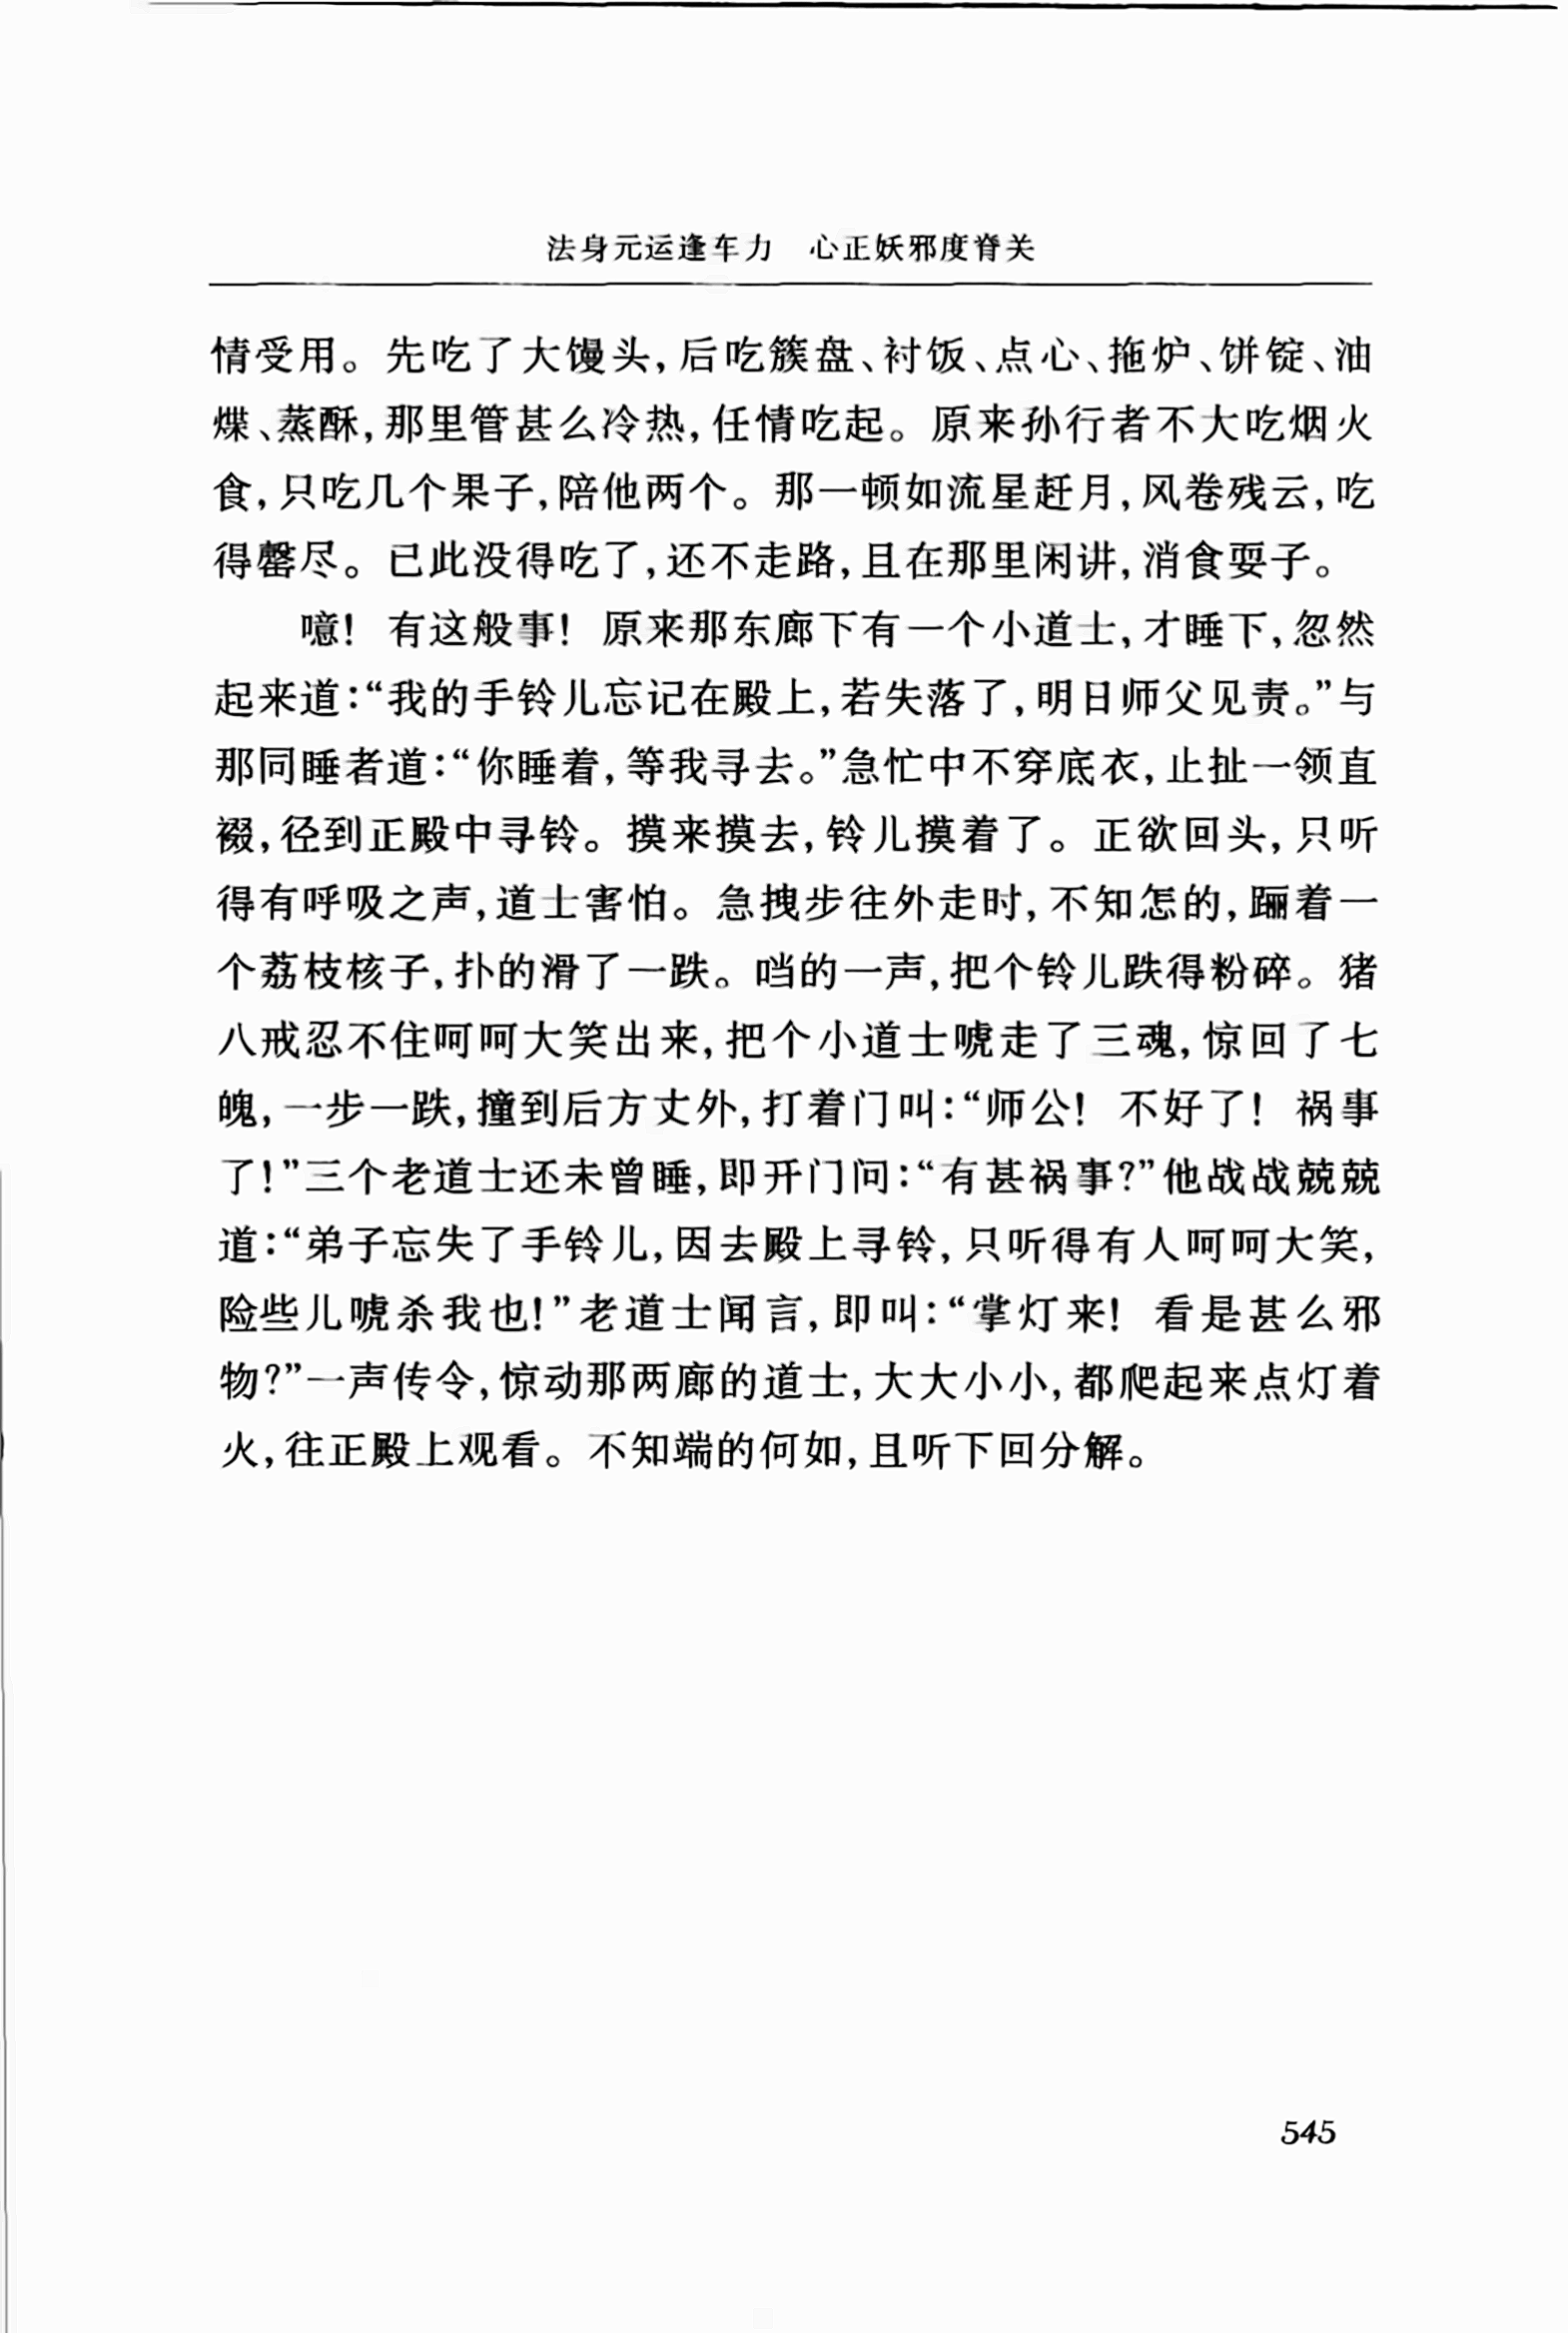 法身元运逢车力　心正妖邪度脊关
情受用。先吃了大馒头,后吃簇盘、衬饭、点心、拖炉、饼锭、油
煠、蒸酥,那里管甚么冷热,任情吃起。原来孙行者不大吃烟火
食,只吃几个果子,陪他两个。那一顿如流星赶月,风卷残云,吃
得罄尽。已此没得吃了,还不走路,且在那里闲讲,消食耍子。
噫！有这般事！原来那东廊下有一个小道士,才睡下,忽然
起来道:“我的手铃儿忘记在殿上,若失落了,明日师父见责。”与
那同睡者道:“你睡着,等我寻去。”急忙中不穿底衣,止扯一领直
裰,径到正殿中寻铃。摸来摸去,铃儿摸着了。正欲回头,只听
得有呼吸之声,道士害怕。急拽步往外走时,不知怎的,跚着一
个荔枝核子,扑的滑了一跌。当的一声,把个铃儿跌得粉碎。猪
八戒忍不住呵呵大笑出来,把个小道士唬走了三魂,惊回了七
魄,一步一跌,撞到后方丈外,打着门叫:“师公！不好了！祸事
了！”三个老道士还未曾睡,即开门问:“有甚祸事?”他战战兢兢
道:“弟子忘失了手铃儿,因去殿上寻铃,只听得有人呵呵大笑,
险些儿唬杀我也！”老道士闻言,即叫:“掌灯来！看是甚么邪
物?”一声传令,惊动那两廊的道士,大大小小,都爬起来点灯着
火,往正殿上观看。不知端的何如,且听下回分解。
545